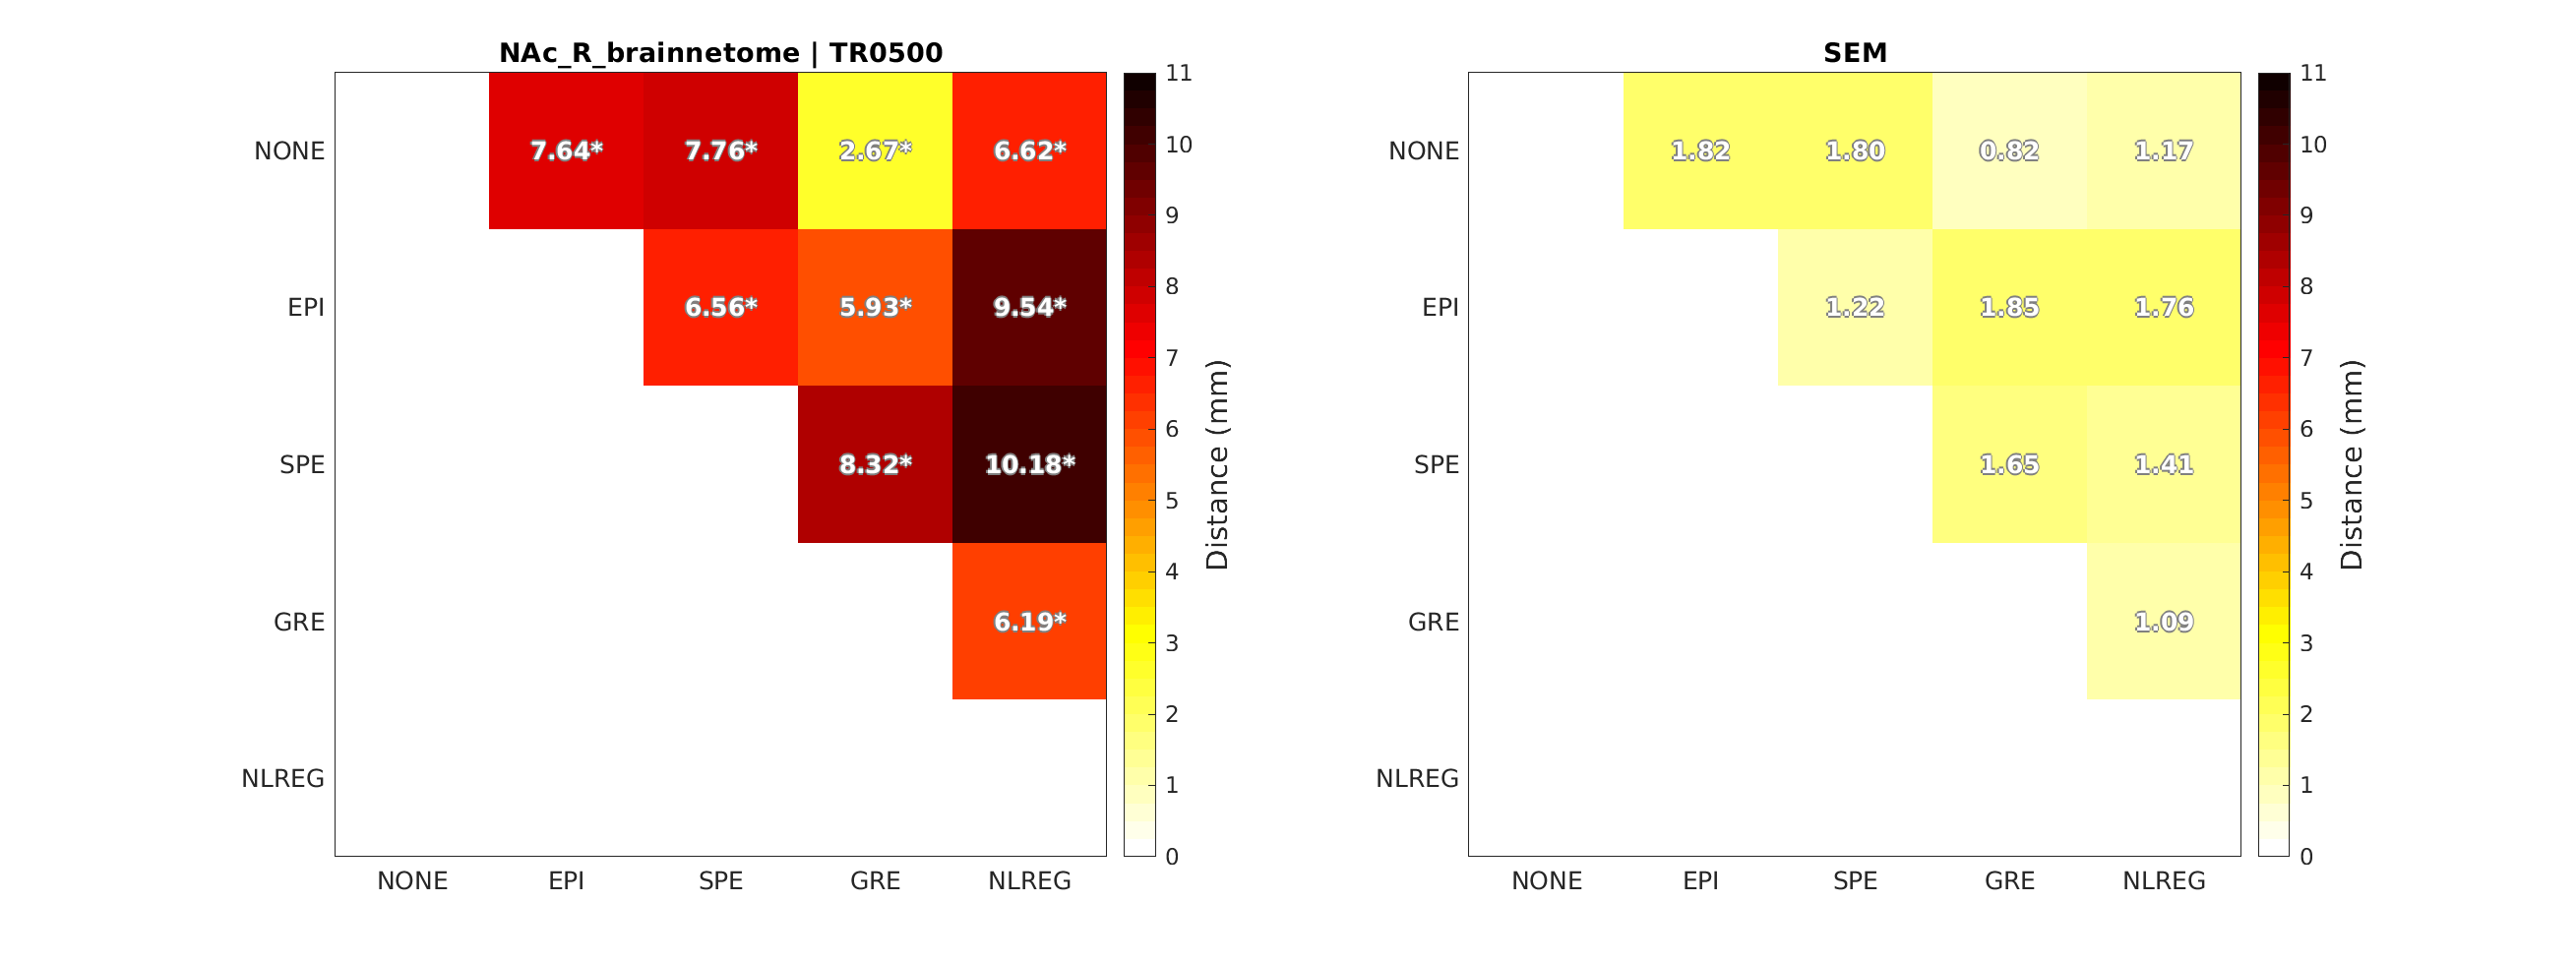 NAc_R_brainnetome | TR0500
NONE
7.64* 7.76* 2.67* 6.62*
EPI
6.56* 5.93* 9.54*
SPE
8.32* 10.18*
GRE
6.19*
NLREG
NONE EPI SPE GRE NLREG
11
10
9
8
7
6
5
4
3
2
1
0
Distance (mm)
SEM
NONE
1.82 1.80 0.82 1.17
EPI
1.22 1.85 1.76
SPE
1.65 1.41
GRE
1.09
NLREG
NONE EPI SPE GRE NLREG
11
10
9
8
7
6
5
4
3
2
1
0
Distance (mm)